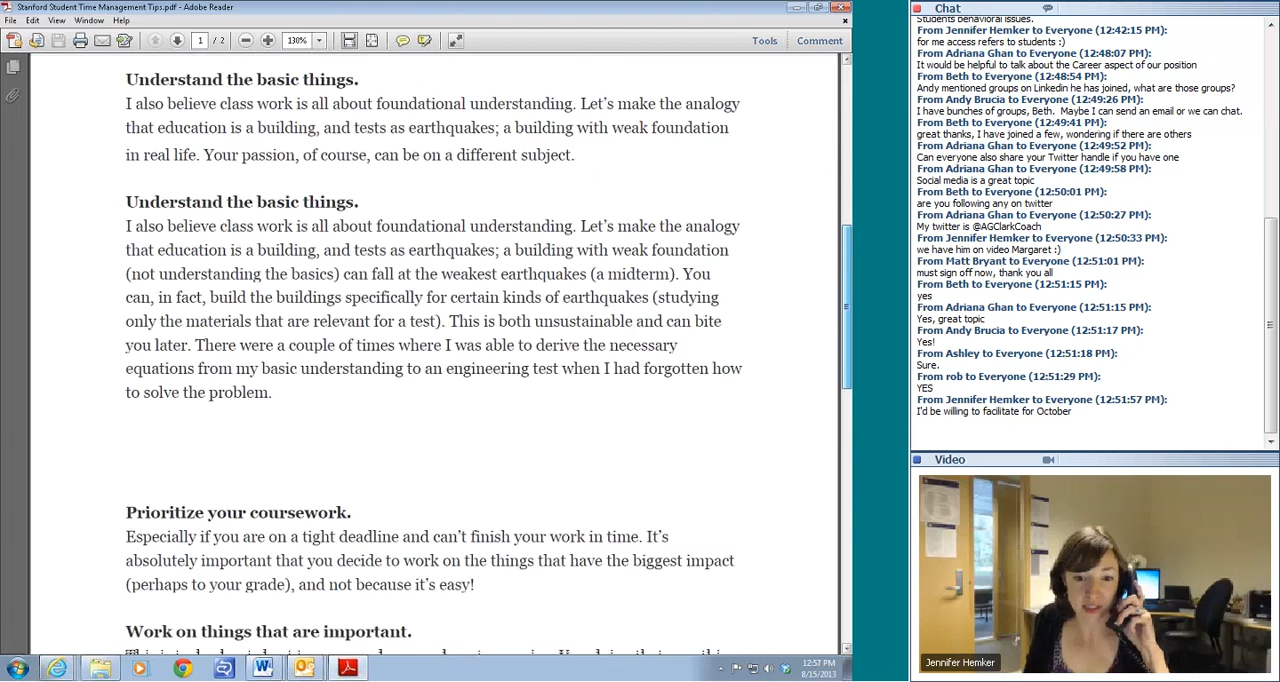 Stanford Student Time Management Tips.pdf - Adobe Reader
File Edit View Window Help
1 / 2 130% Tools Comment
Understand the basic things.
I also believe class work is all about foundational understanding. Let's make the analogy
that education is a building, and tests as earthquakes; a building with weak foundation
in real life. Your passion, of course, can be on a different subject.
Understand the basic things.
I also believe class work is all about foundational understanding. Let's make the analogy
that education is a building, and tests as earthquakes; a building with weak foundation
(not understanding the basics) can fall at the weakest earthquakes (a midterm). You
can, in fact, build the buildings specifically for certain kinds of earthquakes (studying
only the materials that are relevant for a test). This is both unsustainable and can bite
you later. There were a couple of times where I was able to derive the necessary
equations from my basic understanding to an engineering test when I had forgotten how
to solve the problem.
Prioritize your coursework.
Especially if you are on a tight deadline and can't finish your work in time. It's
absolutely important that you decide to work on the things that have the biggest impact
(perhaps to your grade), and not because it's easy!
Work on things that are important.
12:57 PM
8/15/2013
Chat
Students behavioral issues.
From Jennifer Hemker to Everyone (12:42:15 PM):
for me access refers to students :)
From Adriana Ghan to Everyone (12:48:07 PM):
It would be helpful to talk about the Career aspect of our position
From Beth to Everyone (12:48:54 PM):
Andy mentioned groups on Linkedin he has joined, what are those groups?
From Andy Brucia to Everyone (12:49:26 PM):
I have bunches of groups, Beth. Maybe I can send an email or we can chat.
From Beth to Everyone (12:49:41 PM):
great thanks, I have joined a few, wondering if there are others
From Adriana Ghan to Everyone (12:49:52 PM):
Can everyone also share your Twitter handle if you have one
From Adriana Ghan to Everyone (12:49:58 PM):
Social media is a great topic
From Beth to Everyone (12:50:01 PM):
are you following any on twitter
From Adriana Ghan to Everyone (12:50:27 PM):
My twitter is @AGClarkCoach
From Jennifer Hemker to Everyone (12:50:33 PM):
we have him on video Margaret :)
From Matt Bryant to Everyone (12:51:01 PM):
must sign off now, thank you all
From Beth to Everyone (12:51:15 PM):
yes
From Adriana Ghan to Everyone (12:51:15 PM):
Yes, great topic
From Andy Brucia to Everyone (12:51:17 PM):
Yes!
From Ashley to Everyone (12:51:18 PM):
Sure.
From rob to Everyone (12:51:29 PM):
YES
From Jennifer Hemker to Everyone (12:51:57 PM):
I'd be willing to facilitate for October
Video
Jennifer Hemker